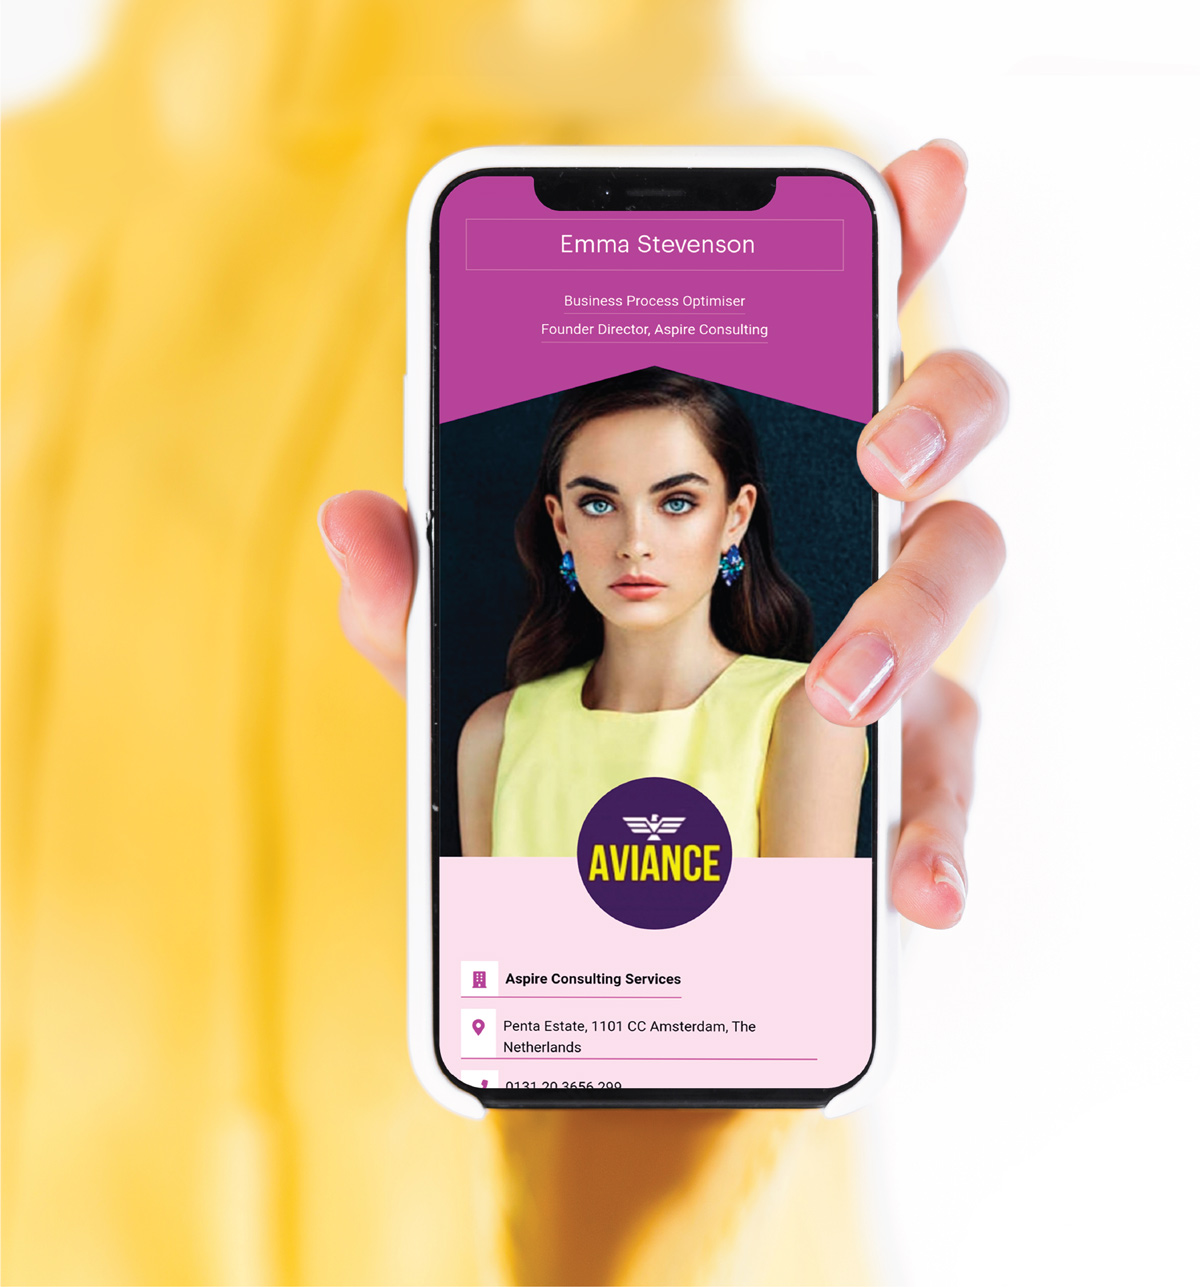 Emma Stevenson
Business Process Optimiser
Founder Director, Aspire Consulting
AVIANCE
Aspire Consulting Services
Penta Estate, 1101 CC Amsterdam, The
Netherlands
0131 20 3656 299